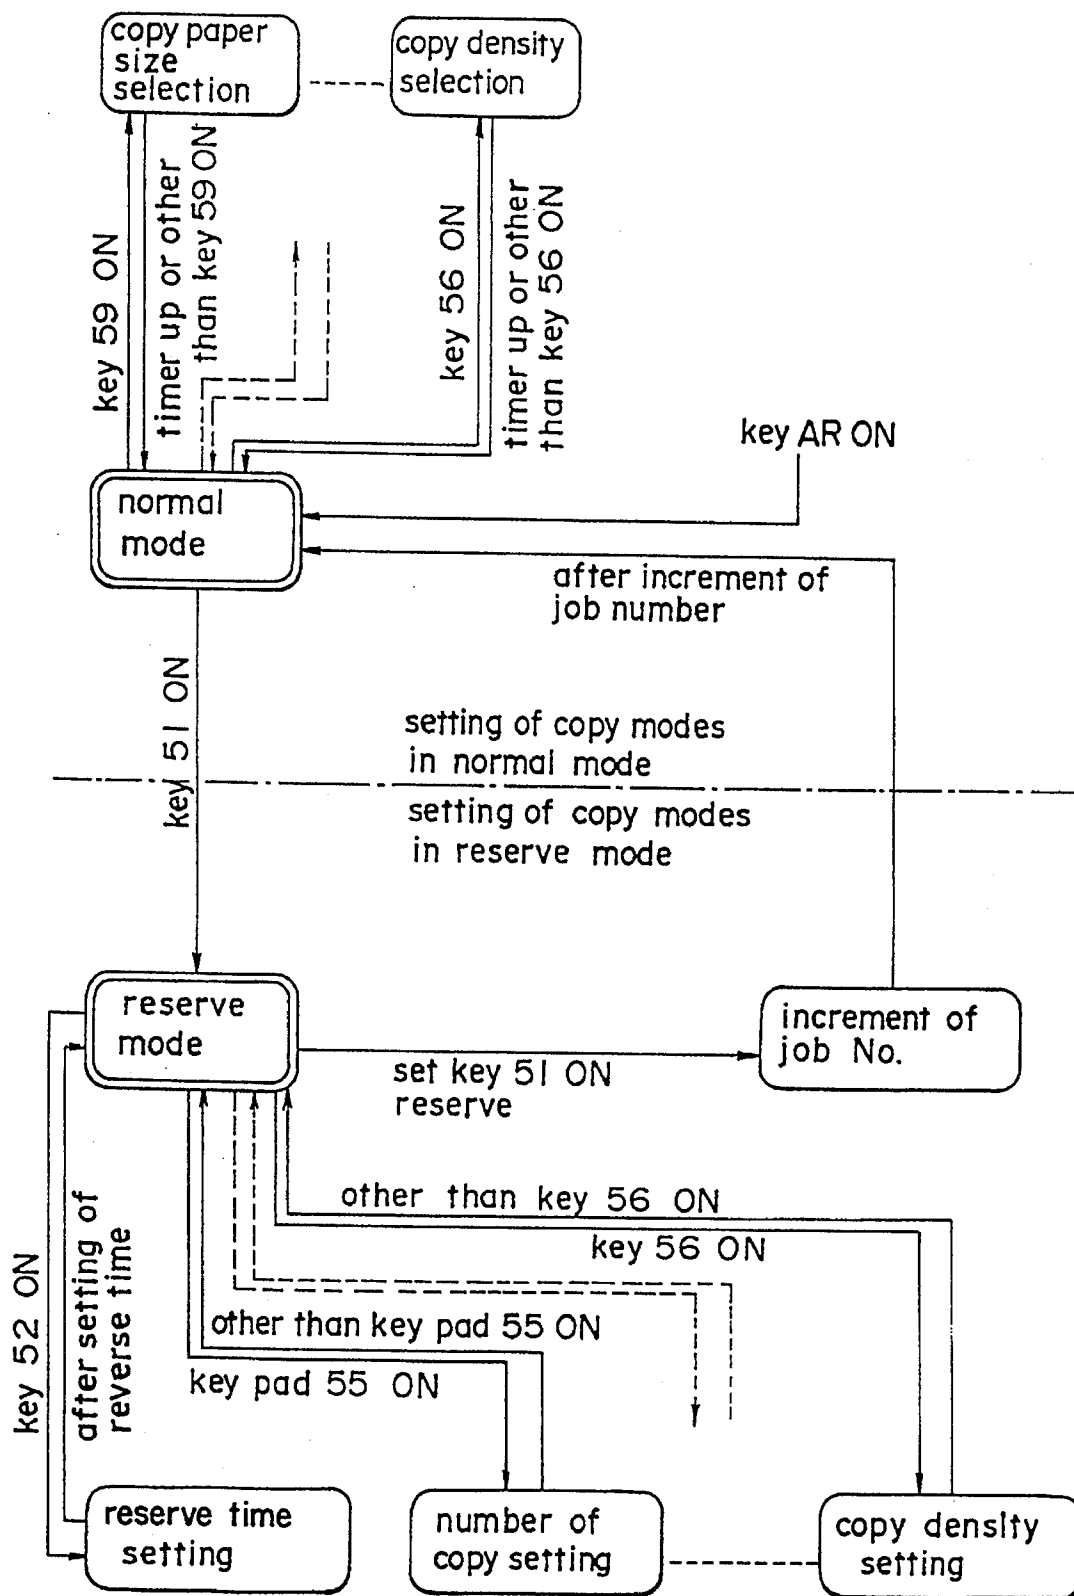 copy paper
size
selection
copy density
selection
key 59 ON
timer up or other
than key 59 ON
key 56 ON
timer up or other
than key 56 ON
key AR ON
normal
mode
after increment of
job number
key 51 ON
setting of copy modes
in normal mode
setting of copy modes
in reserve mode
reserve
mode
increment of
job No.
set key 51 ON
reserve
other than key 56 ON
key 56 ON
key 52 ON
after setting of
reverse time
other than key pad 55 ON
key pad 55 ON
reserve time
setting
number of
copy setting
copy density
setting